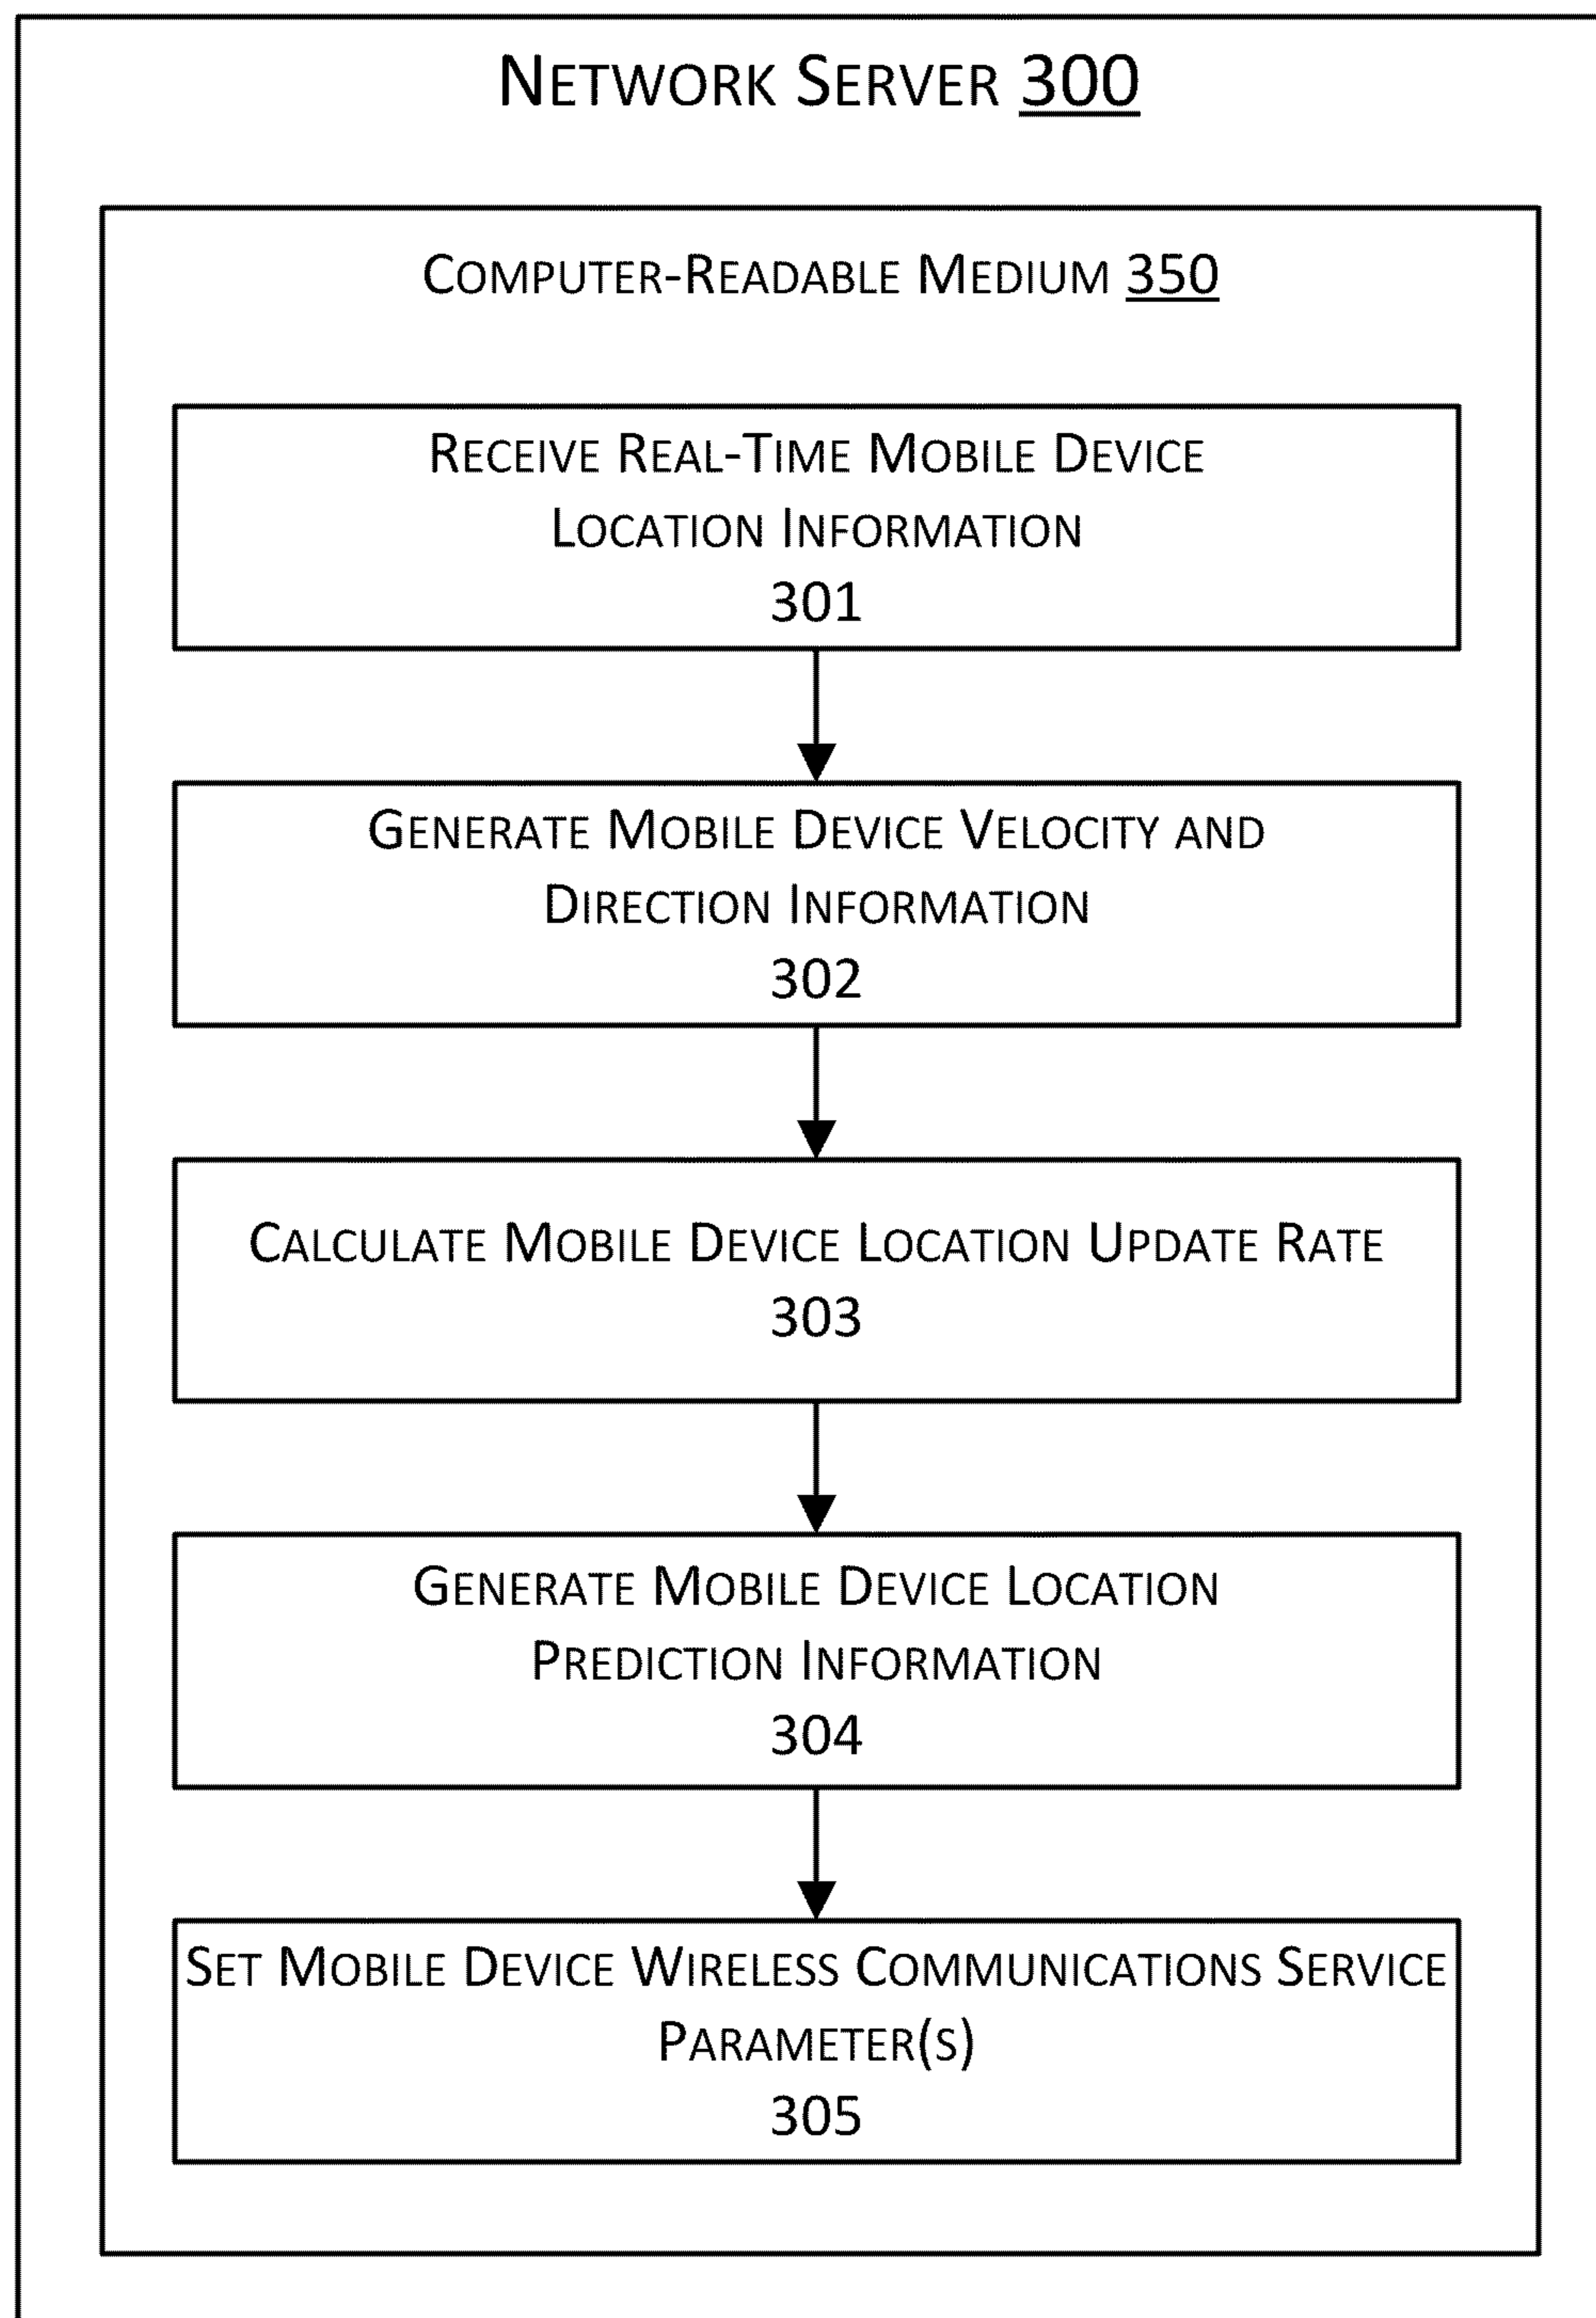 NETWORK SERVER 300
COMPUTER-READABLE MEDIUM 350
RECEIVE REAL-TIME MOBILE DEVICE
LOCATION INFORMATION
301
GENERATE MOBILE DEVICE VELOCITY AND
DIRECTION INFORMATION
302
CALCULATE MOBILE DEVICE LOCATION UPDATE RATE
303
GENERATE MOBILE DEVICE LOCATION
PREDICTION INFORMATION
304
SET MOBILE DEVICE WIRELESS COMMUNICATIONS SERVICE
PARAMETER(S)
305